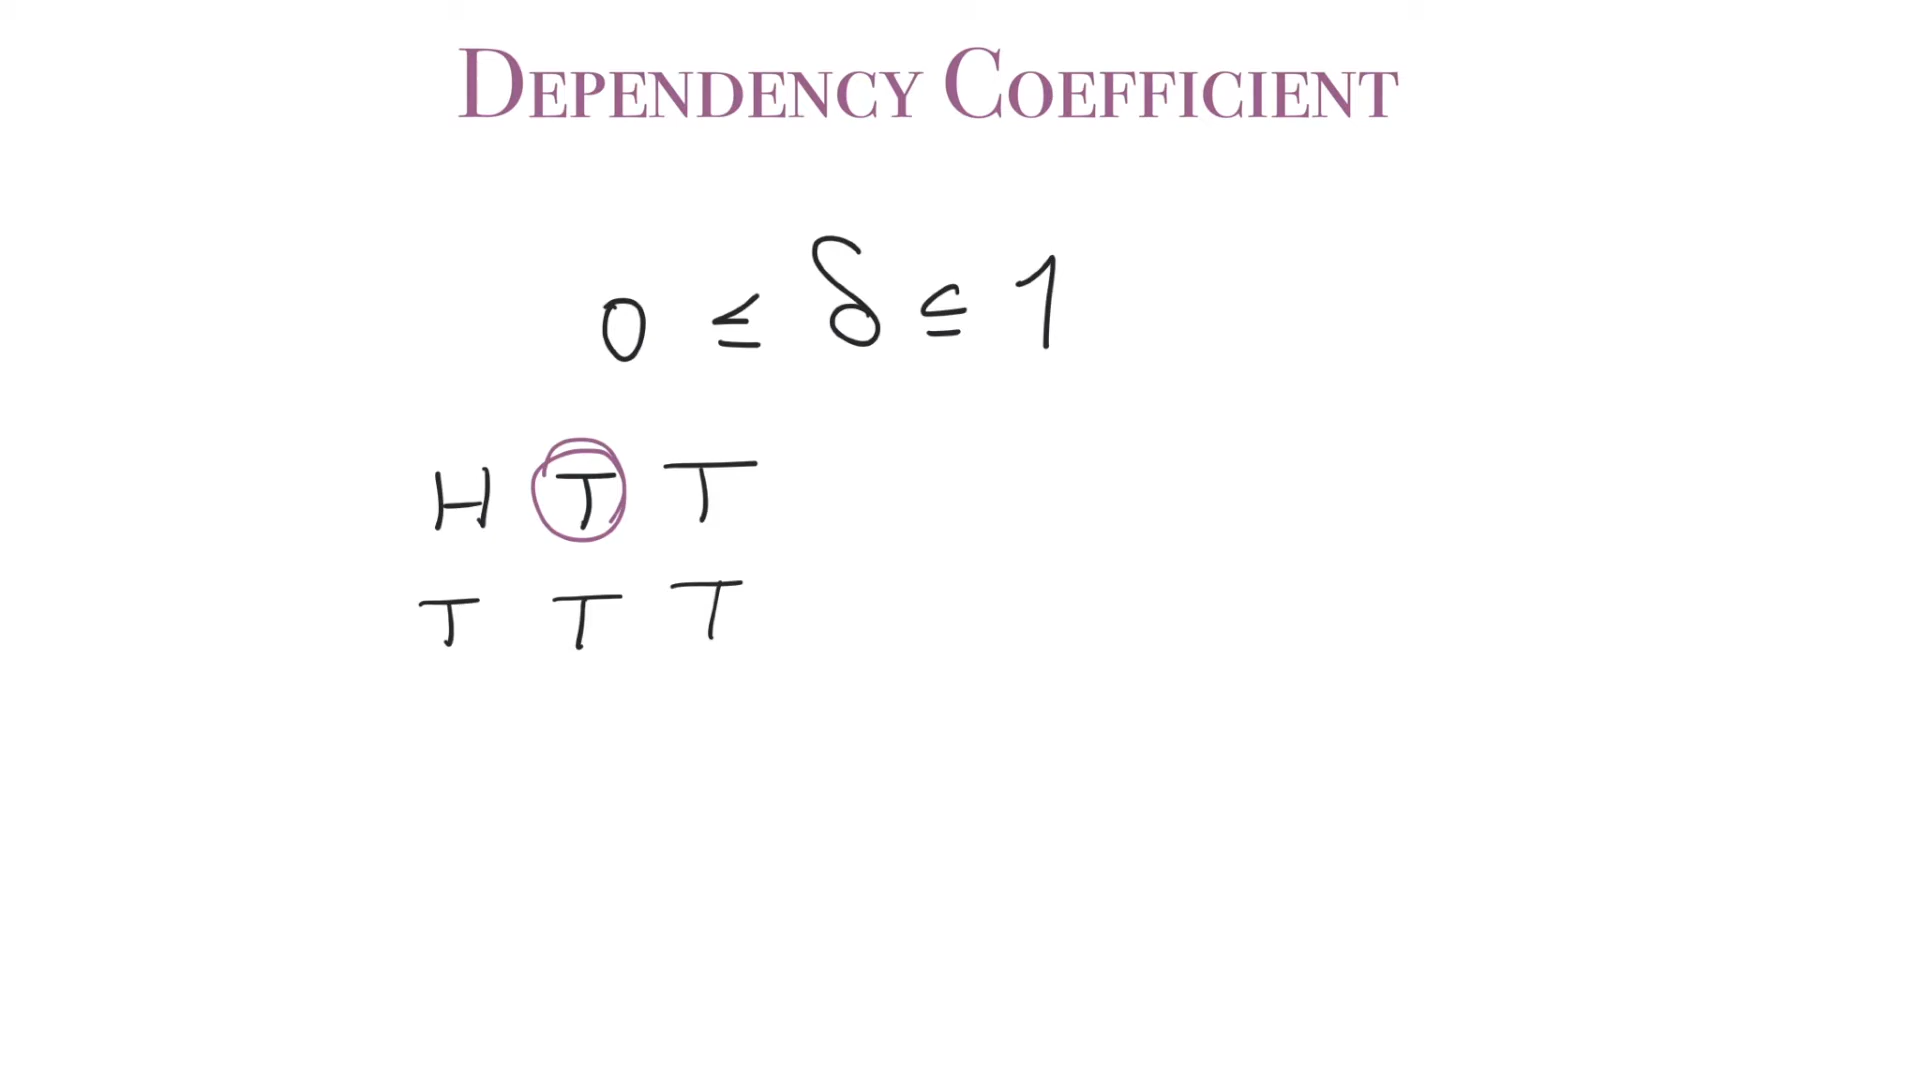 DEPENDENCY COEFFICIENT
0 ≤ δ ≤ 1
H T T
T T T